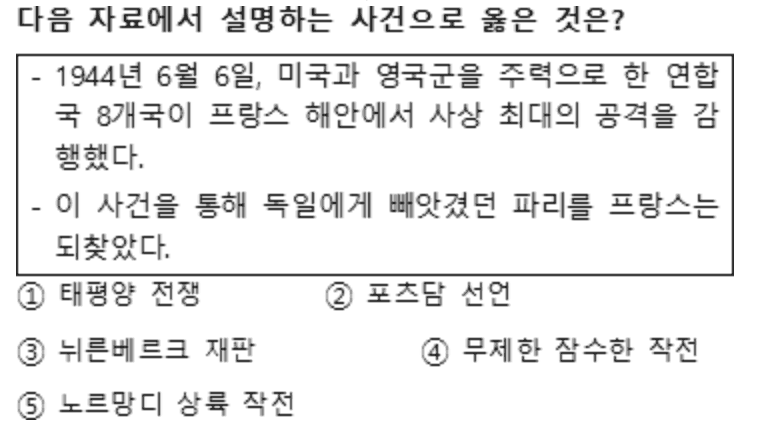 다음 자료에서 설명하는 사건으로 옳은 것은?
- 1944년 6월 6일, 미국과 영국군을 주력으로 한 연합
국 8개국이 프랑스 해안에서 사상 최대의 공격을 감
행했다.
- 이 사건을 통해 독일에게 빼앗겼던 파리를 프랑스는
되찾았다.
① 태평양 전쟁 ② 포츠담 선언
③ 뉘른베르크 재판 ④ 무제한 잠수한 작전
⑤ 노르망디 상륙 작전